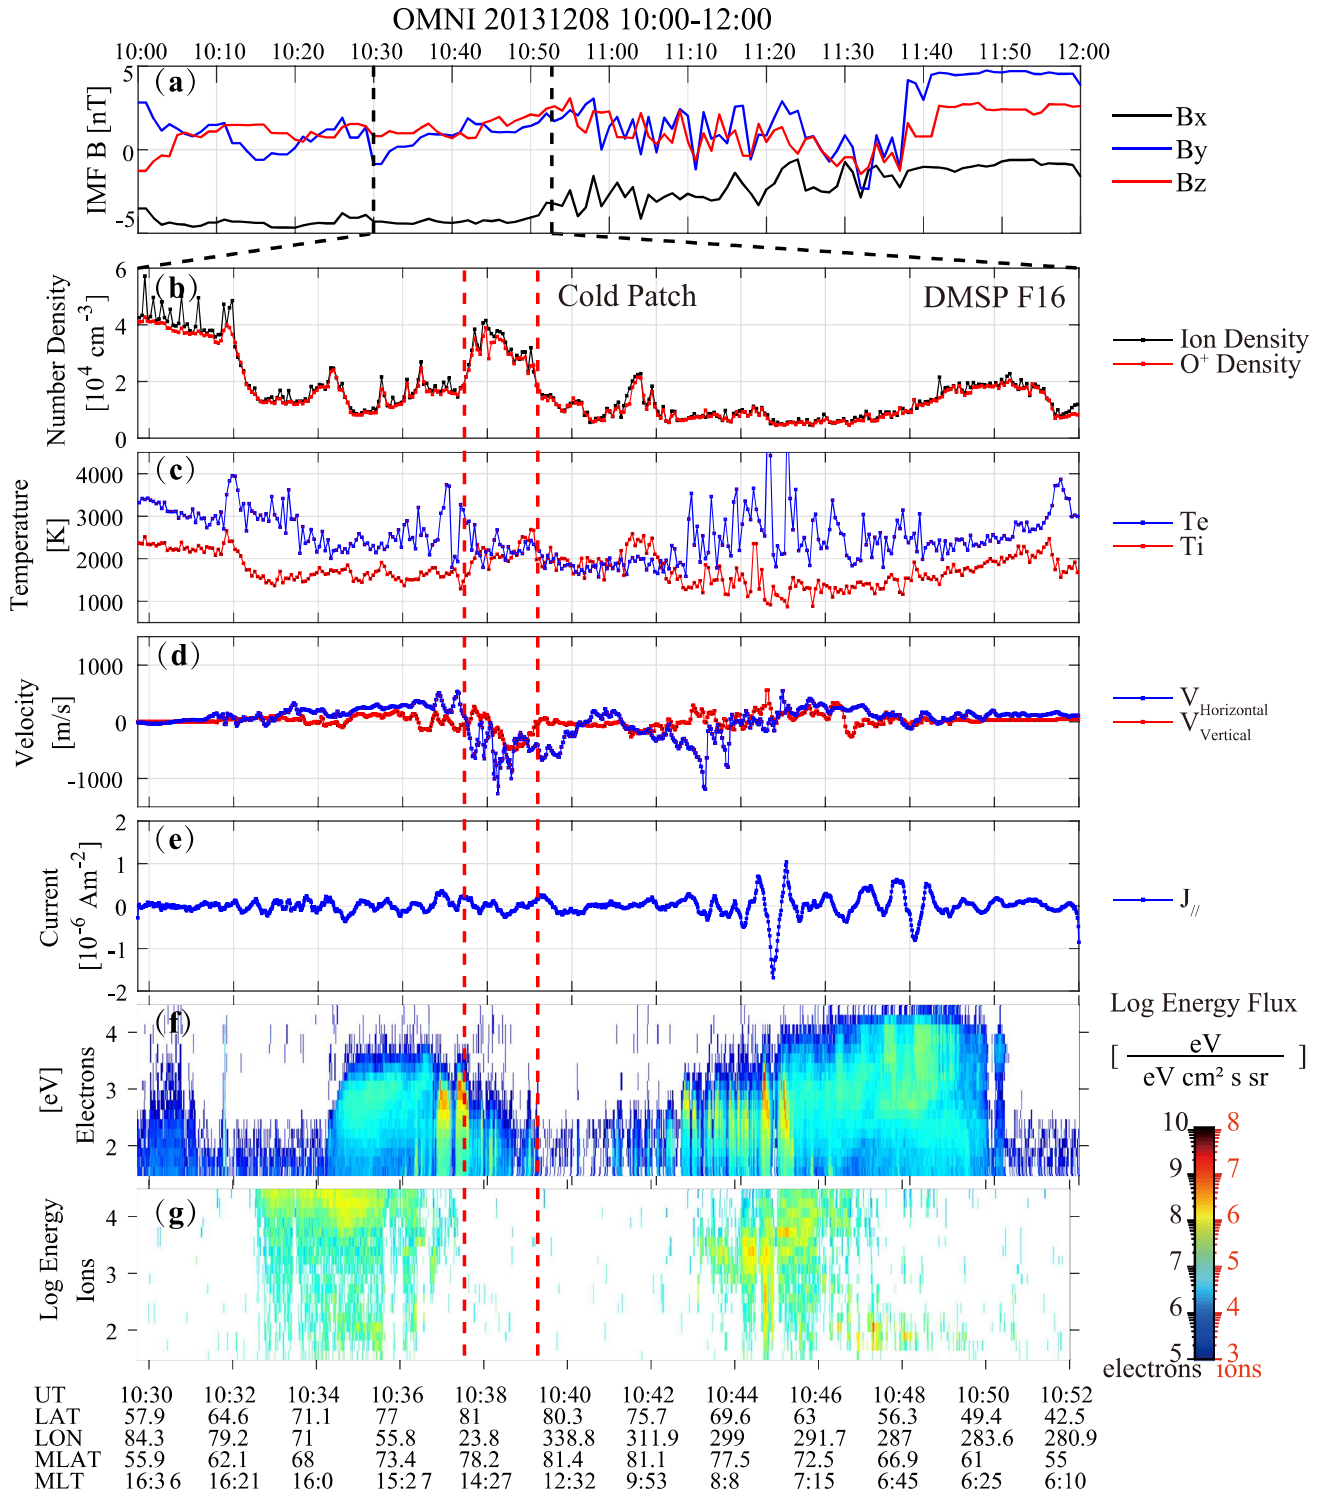 OMNI 20131208 10:00-12:00
10:00 10:10 10:20 10:30 10:40 10:50 11:00 11:10 11:20 11:30 11:40 11:50 12:00
(a)
IMF B [nT]
5
0
-5
Bx
By
Bz
(b)
Cold Patch
DMSP F16
Number Density
[10⁴ cm⁻³]
6
4
2
0
Ion Density
O⁺ Density
(c)
Temperature
[K]
4000
3000
2000
1000
Te
Ti
(d)
Velocity
[m/s]
1000
0
-1000
V Horizontal
V Vertical
(e)
Current
[10⁻⁶ Am⁻²]
2
1
0
-1
-2
J //
(f)
[eV]
Electrons
4
3
2
(g)
Log Energy
Ions
4
3
2
Log Energy Flux
[ eV
eV cm² s sr ]
10 8
9 7
8 6
7 5
6 4
5 3
electrons ions
UT 10:30 10:32 10:34 10:36 10:38 10:40 10:42 10:44 10:46 10:48 10:50 10:52
LAT 57.9 64.6 71.1 77 81 80.3 75.7 69.6 63 56.3 49.4 42.5
LON 84.3 79.2 71 55.8 23.8 338.8 311.9 299 291.7 287 283.6 280.9
MLAT 55.9 62.1 68 73.4 78.2 81.4 81.1 77.5 72.5 66.9 61 55
MLT 16:36 16:21 16:0 15:27 14:27 12:32 9:53 8:8 7:15 6:45 6:25 6:10